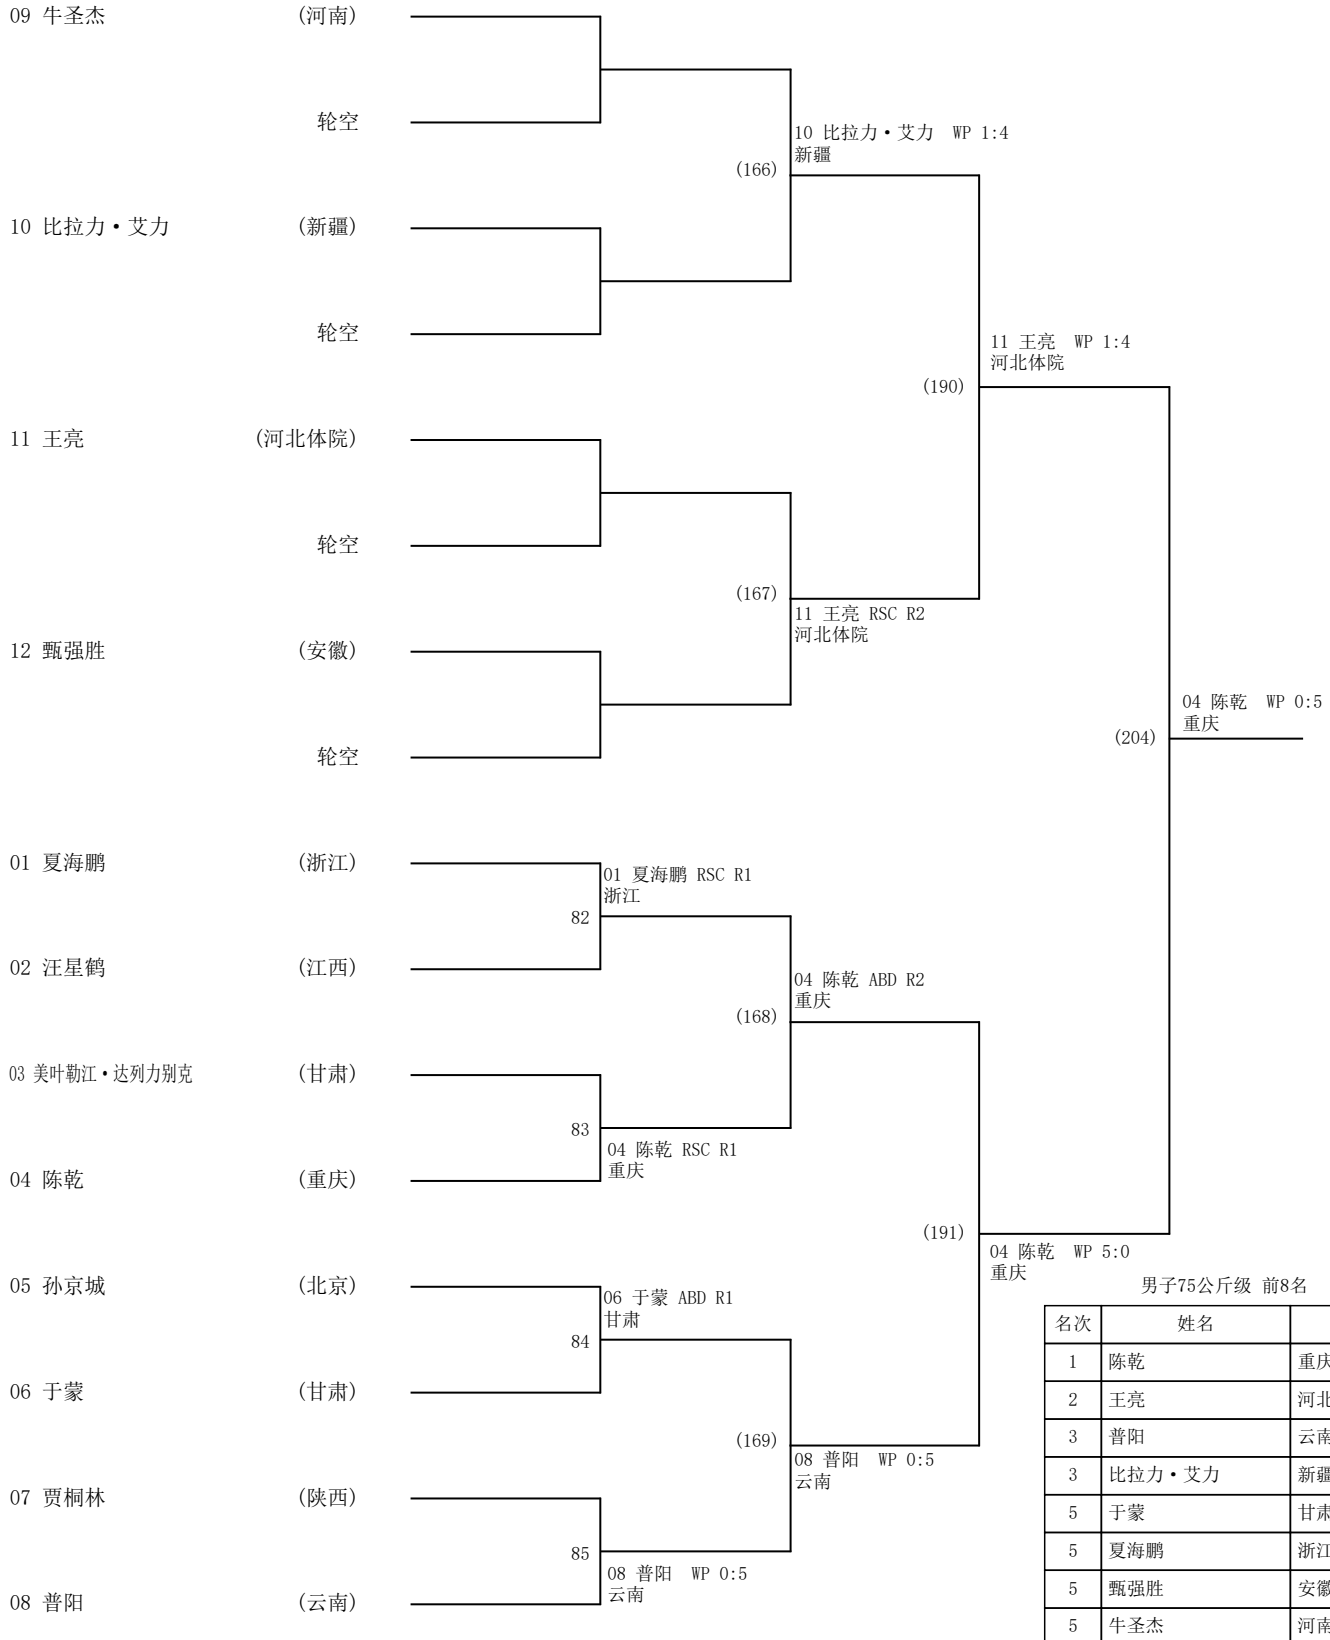 09 牛圣杰 (河南)
轮空
10 比拉力·艾力 WP 1:4
新疆
(166)
10 比拉力·艾力 (新疆)
轮空
11 王亮 WP 1:4
河北体院
(190)
11 王亮 (河北体院)
轮空
(167)
11 王亮 RSC R2
河北体院
12 甄强胜 (安徽)
轮空
04 陈乾 WP 0:5
重庆
(204)
01 夏海鹏 (浙江)
01 夏海鹏 RSC R1
浙江
82
02 汪星鹤 (江西)
04 陈乾 ABD R2
重庆
(168)
03 美叶勒江·达列力别克 (甘肃)
83
04 陈乾 RSC R1
重庆
04 陈乾 (重庆)
(191)
04 陈乾 WP 5:0
重庆
05 孙京城 (北京)
06 于蒙 ABD R1
甘肃
84
06 于蒙 (甘肃)
(169)
08 普阳 WP 0:5
云南
07 贾桐林 (陕西)
85
08 普阳 WP 0:5
云南
08 普阳 (云南)
男子75公斤级 前8名
名次 姓名
1 陈乾 重庆
2 王亮 河北
3 普阳 云南
3 比拉力·艾力 新疆
5 于蒙 甘肃
5 夏海鹏 浙江
5 甄强胜 安徽
5 牛圣杰 河南